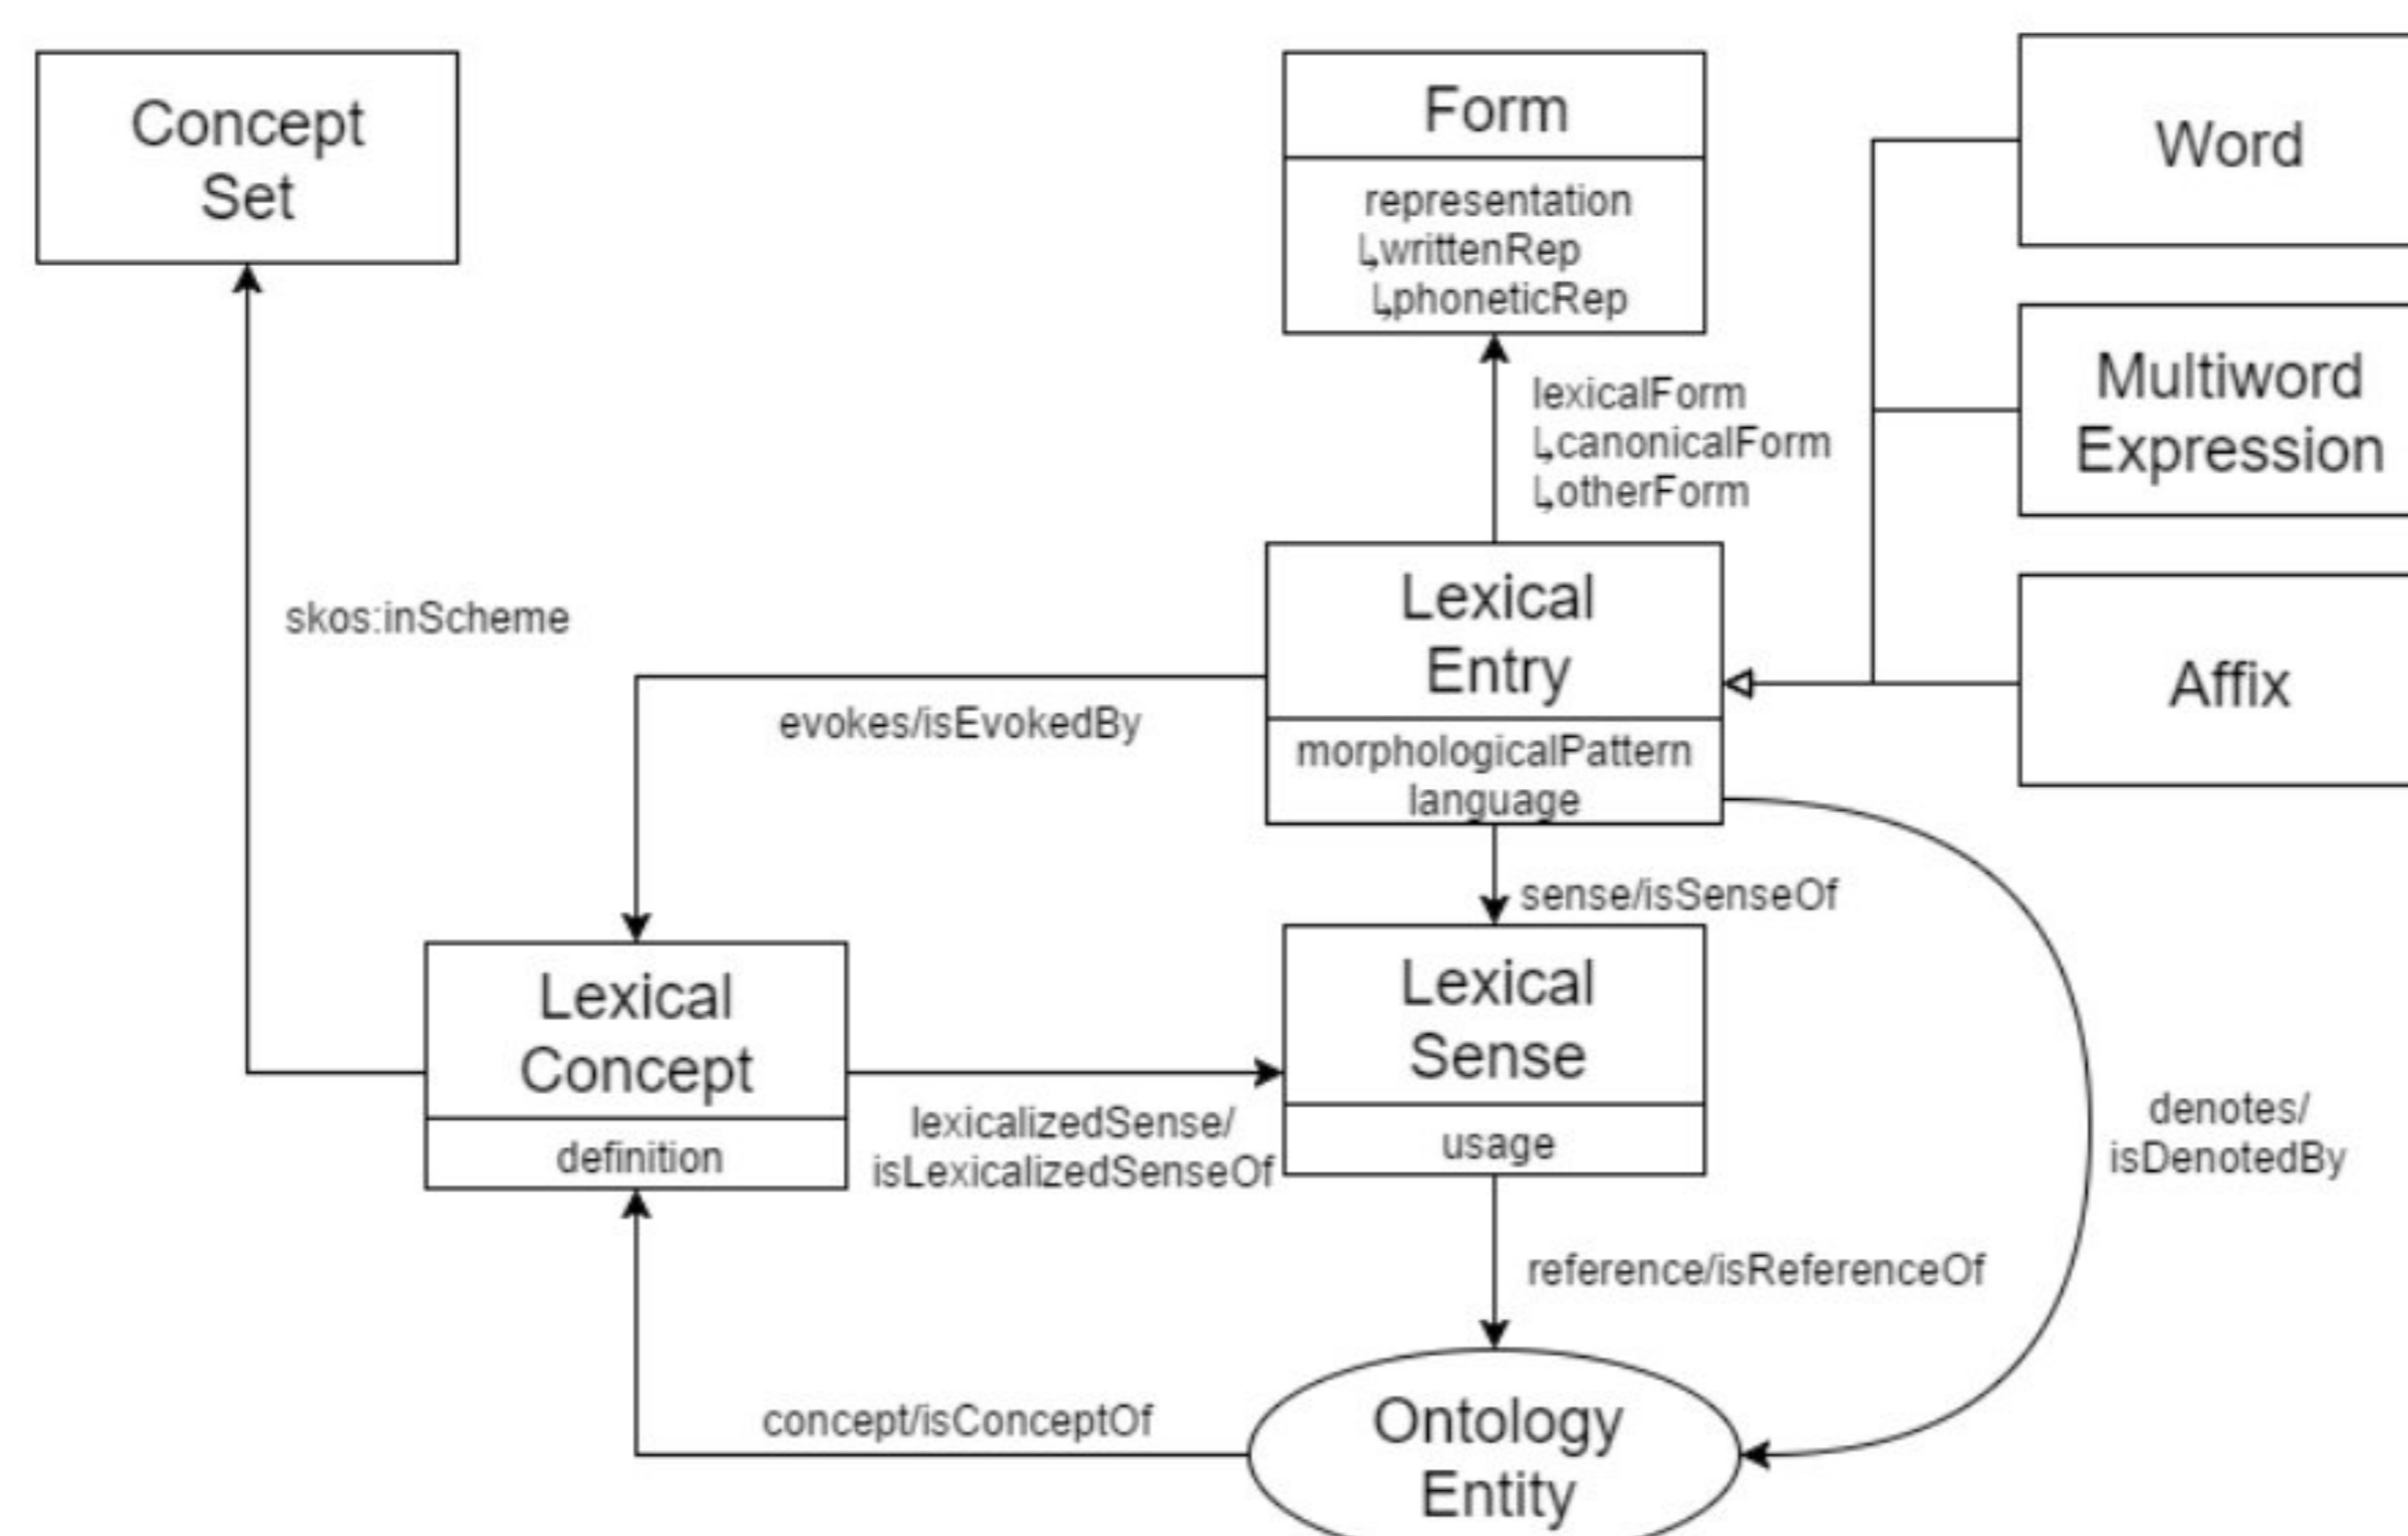 Concept
Set
Form
representation
↳writtenRep
↳phoneticRep
Word
Multiword
Expression
Affix
lexicalForm
↳canonicalForm
↳otherForm
skos:inScheme
Lexical
Entry
morphologicalPattern
language
evokes/isEvokedBy
sense/isSenseOf
Lexical
Concept
definition
lexicalizedSense/
isLexicalizedSenseOf
Lexical
Sense
usage
denotes/
isDenotedBy
reference/isReferenceOf
concept/isConceptOf
Ontology
Entity